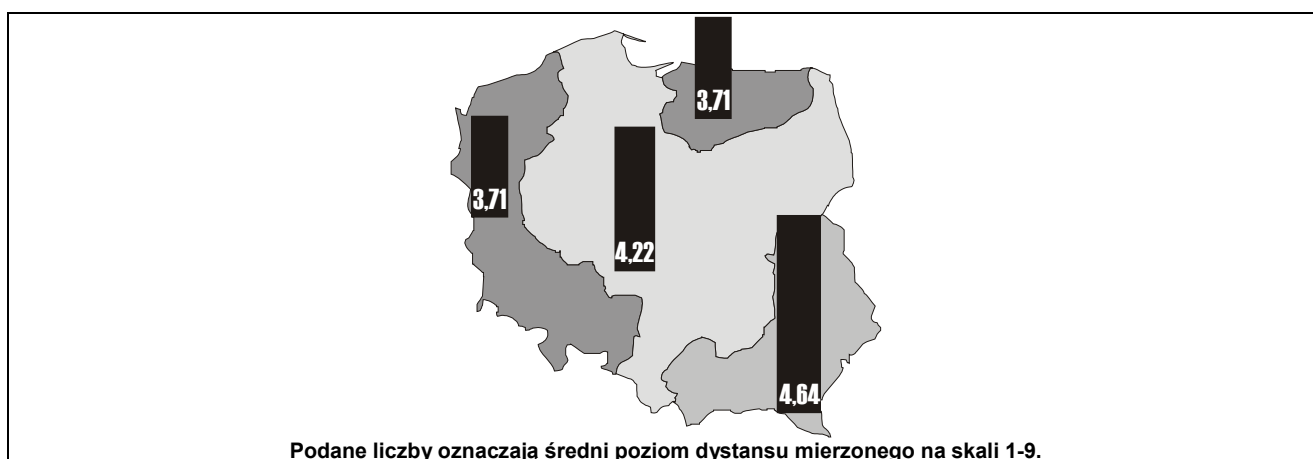 3,71
3,71
4,22
4,64
Podane liczby oznaczają średni poziom dystansu mierzonego na skali 1-9.